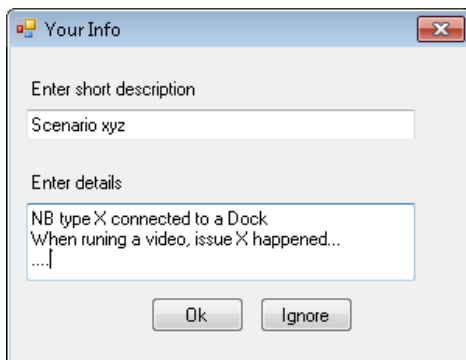 Your Info
Enter short description
Scenario xyz
Enter details
NB type X connected to a Dock
When runing a video, issue X happened...
....
Ok Ignore